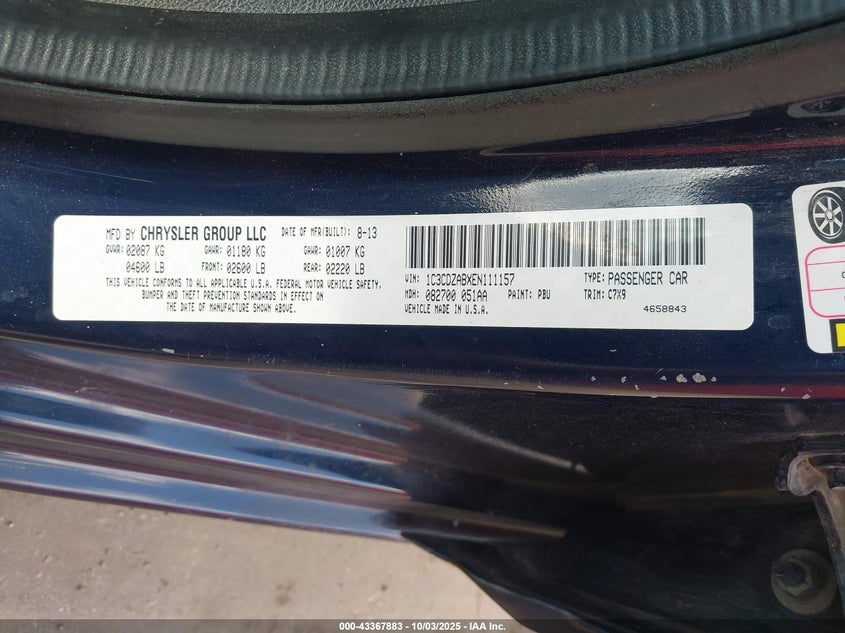 MFD BY CHRYSLER GROUP LLC DATE OF MFR(BUILT): 8-13
GVWR: 02087 KG GAWR: 01180 KG GAWR: 01007 KG
04600 LB FRONT: 02600 LB REAR: 02220 LB
THIS VEHICLE CONFORMS TO ALL APPLICABLE U.S.A. FEDERAL MOTOR VEHICLE SAFETY,
BUMPER AND THEFT PREVENTION STANDARDS IN EFFECT ON
THE DATE OF MANUFACTURE SHOWN ABOVE.
VIN: 1C3CDZABXEN111157 TYPE: PASSENGER CAR
MDH: 082700 051AA PAINT: PBU TRIM: C7X9
VEHICLE MADE IN U.S.A. 4658843
000-43367883 | 10/03/2025 - IAA Inc.